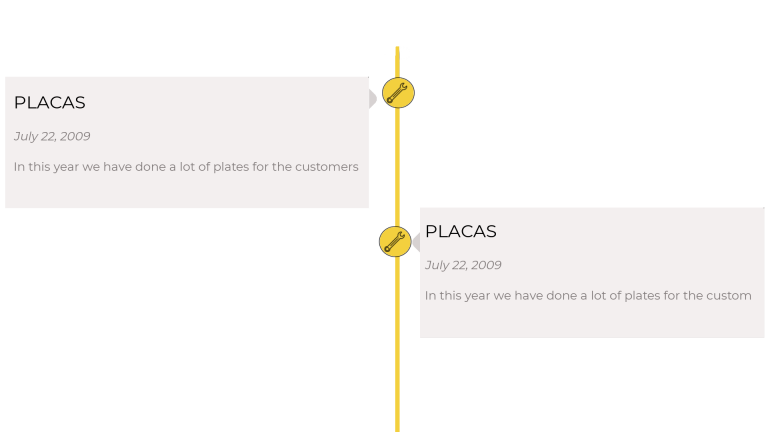 PLACAS
July 22, 2009
In this year we have done a lot of plates for the customers
PLACAS
July 22, 2009
In this year we have done a lot of plates for the custom